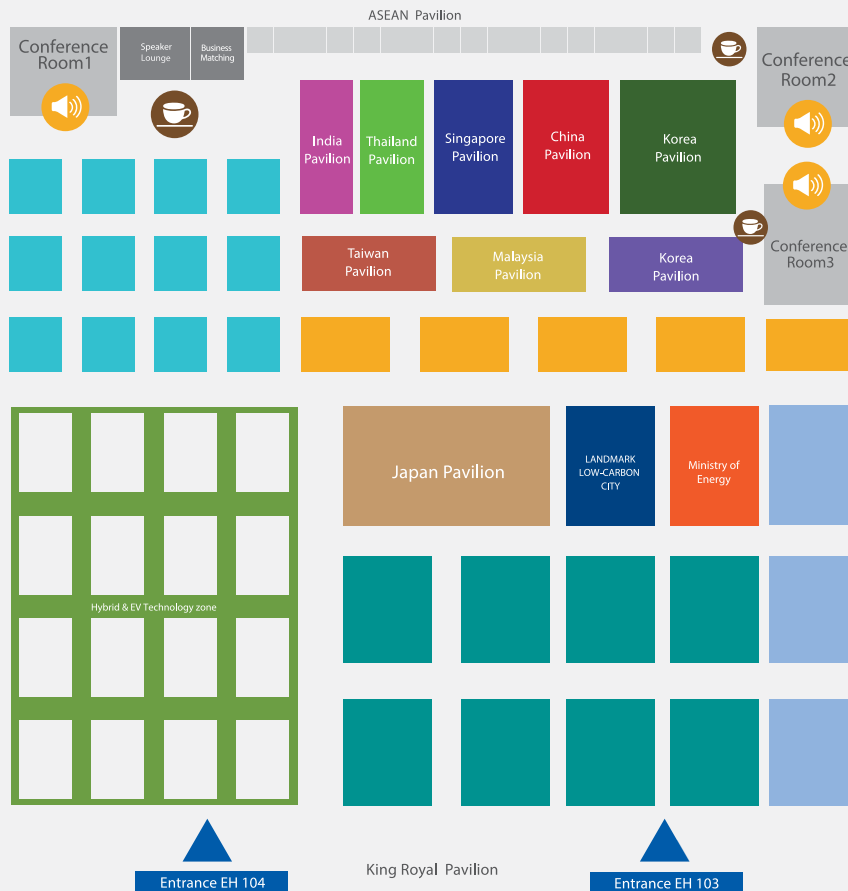 ASEAN Pavilion
Conference
Room1
Speaker
Lounge
Business
Matching
Conference
Room2
India
Pavilion
Thailand
Pavilion
Singapore
Pavilion
China
Pavilion
Korea
Pavilion
Taiwan
Pavilion
Malaysia
Pavilion
Korea
Pavilion
Conference
Room3
Japan Pavilion
LANDMARK
LOW-CARBON
CITY
Ministry of
Energy
Hybrid & EV Technology zone
King Royal Pavilion
Entrance EH 104
Entrance EH 103